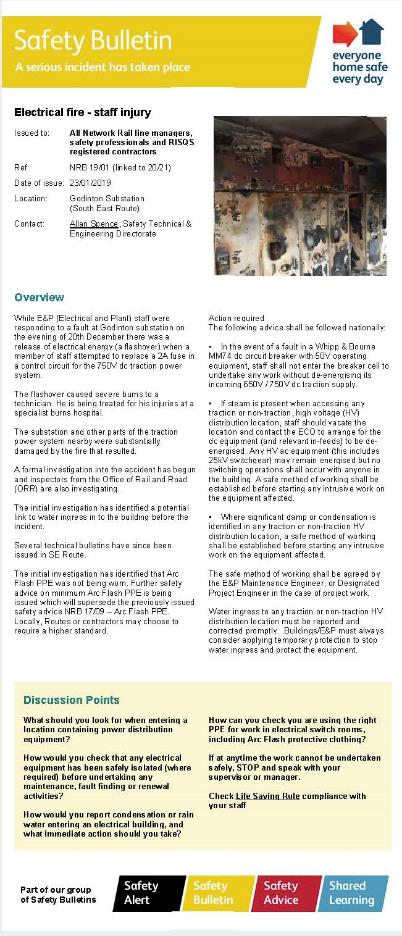 Safety Bulletin
A serious incident has taken place
everyone
home safe
every day
Electrical fire - staff injury
Issued to: All Network Rail line managers,
safety professionals and RISQS
registered contractors
Ref: NRB 19/01 (linked to 20/21)
Date of issue: 23/01/2019
Location: Godinton Substation
(South East Route)
Contact: Allan Spence, Safety Technical &
Engineering Directorate
Overview
While E&P (Electrical and Plant) staff were
responding to a fault at Godinton substation on
the evening of 20th December there was a
release of electrical energy (a flashover) when a
member of staff attempted to replace a 2A fuse in
a control circuit for the 750V dc traction power
system.
The flashover caused severe burns to a
technician. He is being treated for his injuries at a
specialist burns hospital.
The substation and other parts of the traction
power system nearby were substantially
damaged by the fire that resulted.
A formal investigation into the accident has begun
and inspectors from the Office of Rail and Road
(ORR) are also investigating.
The initial investigation has identified a potential
link to water ingress in to the building before the
incident.
Several technical bulletins have since been
issued in SE Route.
The initial investigation has identified that Arc
Flash PPE was not being worn. Further safety
advice on minimum Arc Flash PPE is being
issued which will supersede the previously issued
safety advice NRB 17/09 – Arc Flash PPE.
Locally, Routes or contractors may choose to
require a higher standard.
Action required
The following advice shall be followed nationally:
• In the event of a fault in a Whipp & Bourne
MM74 dc circuit breaker with 50V operating
equipment, staff shall not enter the breaker cell to
undertake any work without de-energising its
incoming 650V / 750V dc traction supply.
• If steam is present when accessing any
traction or non-traction, high voltage (HV)
distribution location, staff should vacate the
location and contact the ECO to arrange for the
dc equipment (and relevant in-feeds) to be de-
energised. Any HV ac equipment (this includes
25kV switchgear) may remain energised but no
switching operations shall occur with anyone in
the building. A safe method of working shall be
established before starting any intrusive work on
the equipment affected.
• Where significant damp or condensation is
identified in any traction or non-traction HV
distribution location, a safe method of working
shall be established before starting any intrusive
work on the equipment affected.
The safe method of working shall be agreed by
the E&P Maintenance Engineer, or Designated
Project Engineer in the case of project work.
Water ingress to any traction or non-traction HV
distribution location must be reported and
corrected promptly. Buildings/E&P must always
consider applying temporary protection to stop
water ingress and protect the equipment.
Discussion Points
What should you look for when entering a
location containing power distribution
equipment?
How would you check that any electrical
equipment has been safely isolated (where
required) before undertaking any
maintenance, fault finding or renewal
activities?
How would you report condensation or rain
water entering an electrical building, and
what immediate action should you take?
How can you check you are using the right
PPE for work in electrical switch rooms,
including Arc Flash protective clothing?
If at anytime the work cannot be undertaken
safely, STOP and speak with your
supervisor or manager.
Check Life Saving Rule compliance with
your staff
Part of our group
of Safety Bulletins
Safety
Alert
Safety
Bulletin
Safety
Advice
Shared
Learning